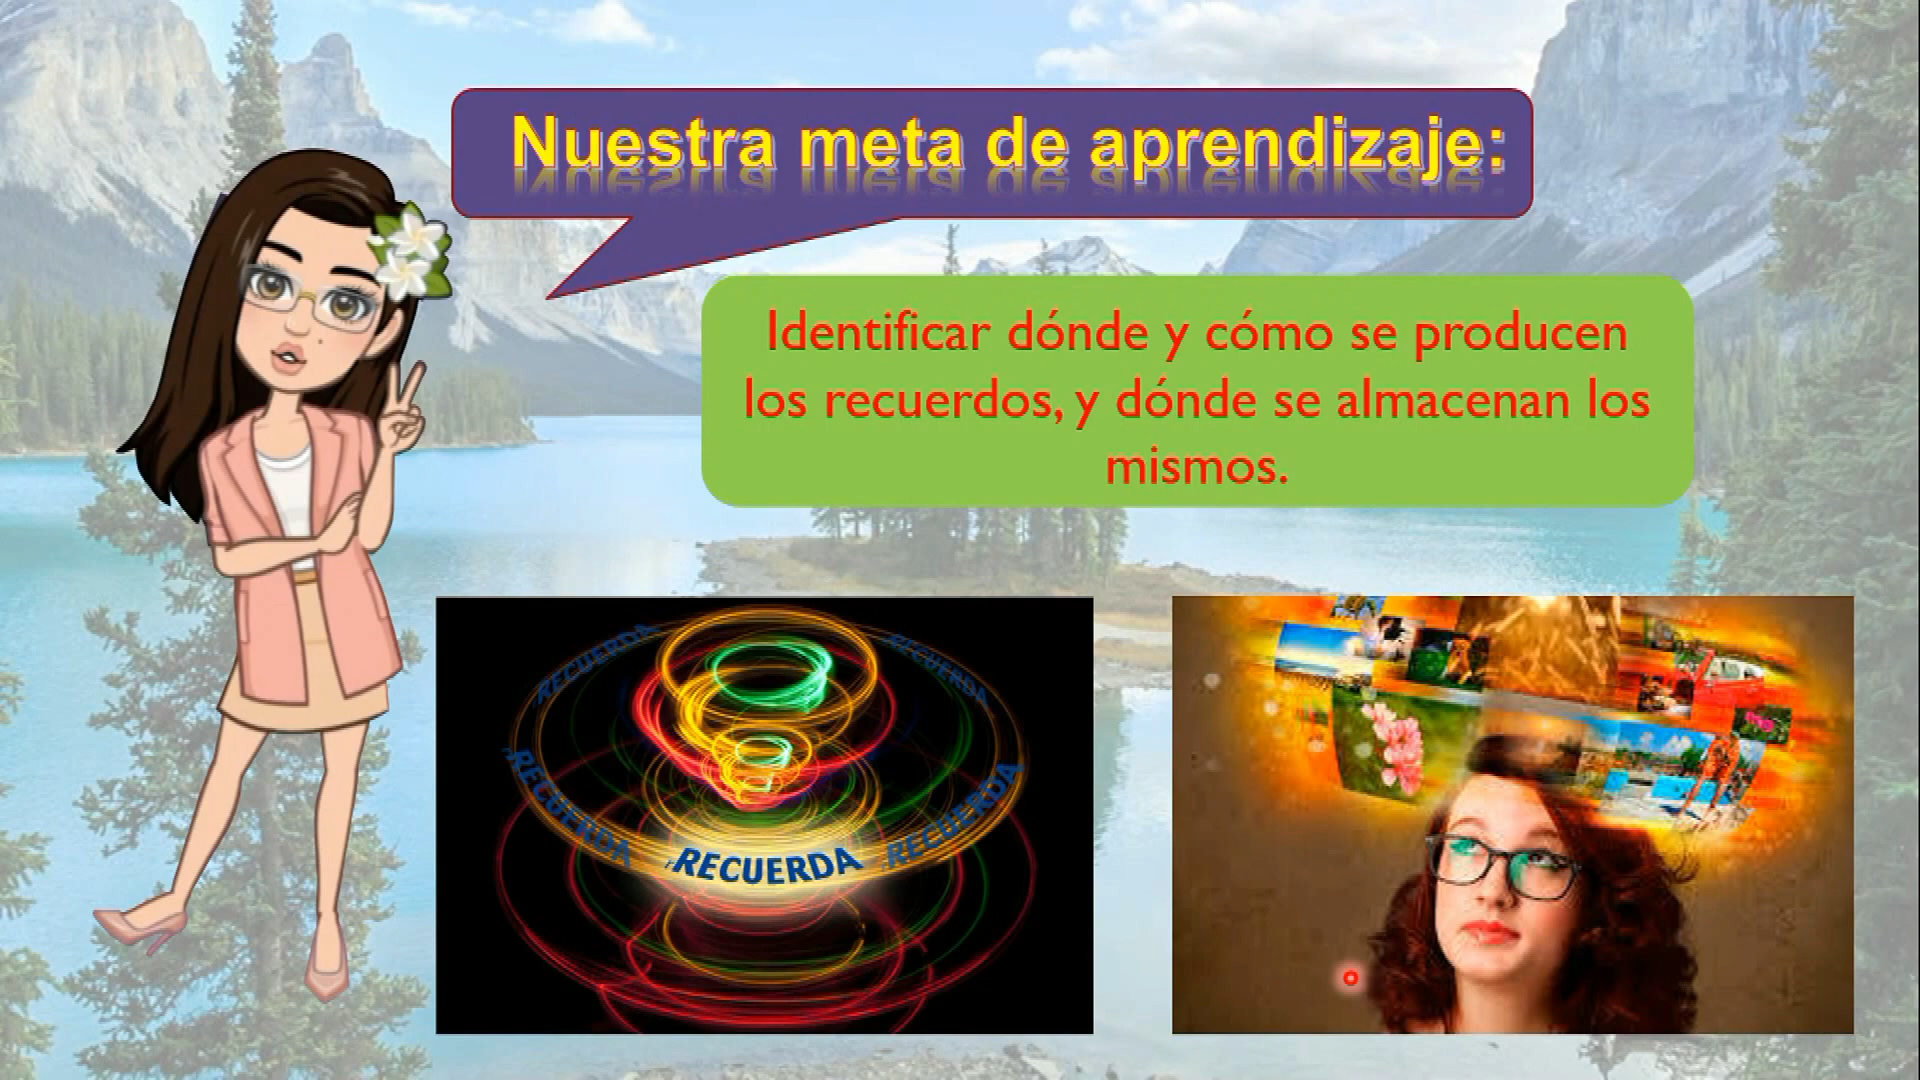 Nuestra meta de aprendizaje:
Identificar dónde y cómo se producen
los recuerdos, y dónde se almacenan los
mismos.
RECUERDA
RECUERDA
RECUERDA
RECUERDA
RECUERDA